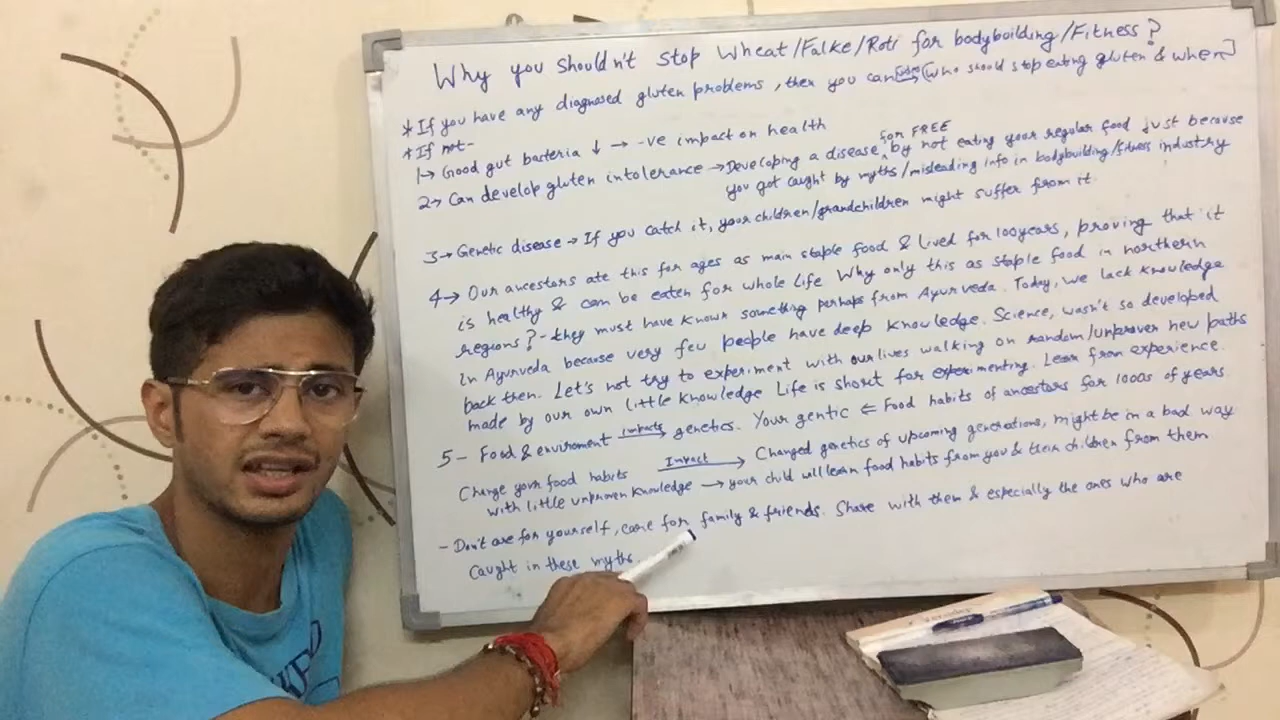 Why you shouldn't stop Wheat/Falke/Roti for bodybuilding/Fitness?
* If you have any diagnosed gluten problems, then you can (who should stop eating gluten & when]
* If not-
1→ Good gut bacteria ↓ → -ve impact on health
2→ Can develop gluten intolerance → Developing a disease for FREE by not eating your regular food just because
you got caught by myths/misleading info in bodybuilding/fitness industry
3→ Genetic disease → If you catch it, your children/grandchildren might suffer from it
4→ Our ancestors ate this for ages as main staple food & lived for 100years, proving that it
is healthy & can be eaten for whole life Why only this as staple food in northern
regions? - they must have known something perhaps from Ayurveda. Today, we lack knowledge
in Ayurveda because very few people have deep knowledge. Science, wasn't so developed
back then. Let's not try to experiment with our lives walking on random/unproven new paths
made by our own little knowledge Life is short for experimenting. Learn from experience.
5- Food & enviroment impacts → genetics. Your gentic ⇐ Food habits of ancestors for 1000s of years.
Change your food habits Impact → Changed genetics of upcoming generations, might be in a bad way
with little unproven knowledge → your child will learn food habits from you & their children from them
- Don't care for yourself, care for family & friends. Share with them & especially the ones who are
caught in these myths